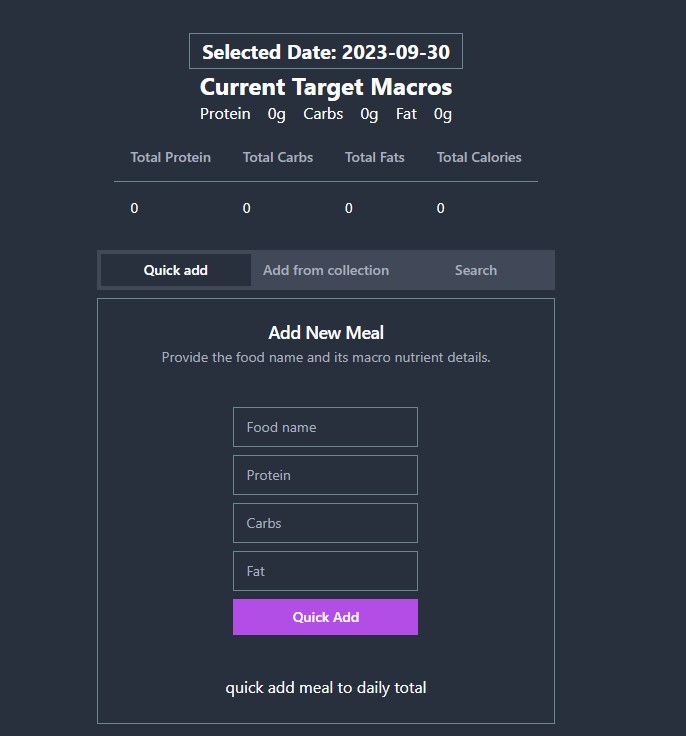 Selected Date: 2023-09-30
Current Target Macros
Protein 0g Carbs 0g Fat 0g
Total Protein Total Carbs Total Fats Total Calories
0 0 0 0
Quick add Add from collection Search
Add New Meal
Provide the food name and its macro nutrient details.
Food name
Protein
Carbs
Fat
Quick Add
quick add meal to daily total